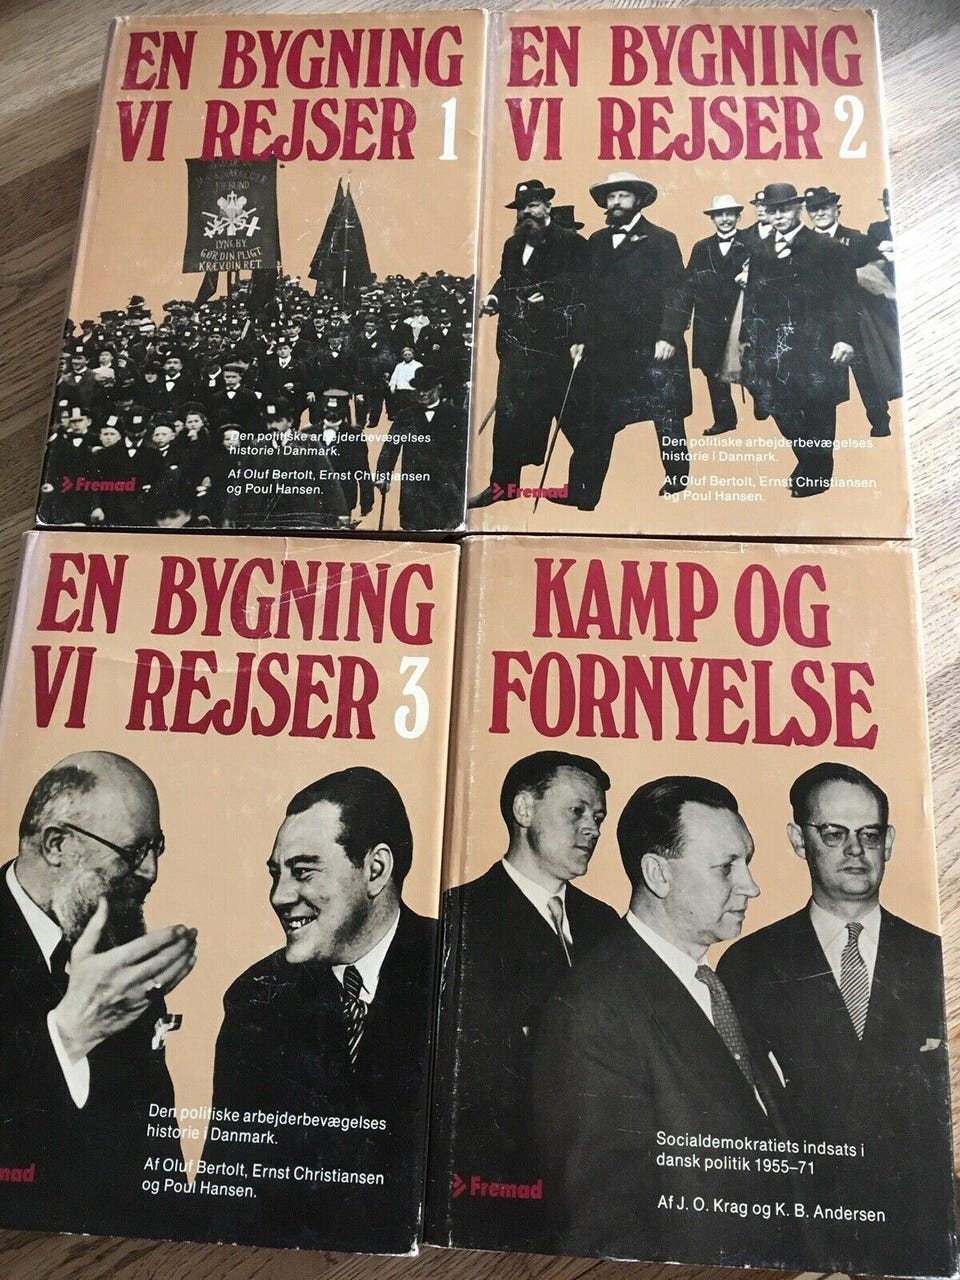 EN BYGNING
VI REJSER 1
MASKINARBEJDER
FORBUND
LYNGBY.
GØR DIN PLIGT
KRÆV DIN RET.
Den politiske arbejderbevægelses
historie i Danmark.
Af Oluf Bertolt, Ernst Christiansen
og Poul Hansen.
Fremad
EN BYGNING
VI REJSER 2
Den politiske arbejderbevægelses
historie i Danmark.
Af Oluf Bertolt, Ernst Christiansen
og Poul Hansen.
Fremad
EN BYGNING
VI REJSER 3
Den politiske arbejderbevægelses
historie i Danmark.
Af Oluf Bertolt, Ernst Christiansen
og Poul Hansen.
mad
KAMP OG
FORNYELSE
Socialdemokratiets indsats i
dansk politik 1955–71
Af J. O. Krag og K. B. Andersen
Fremad